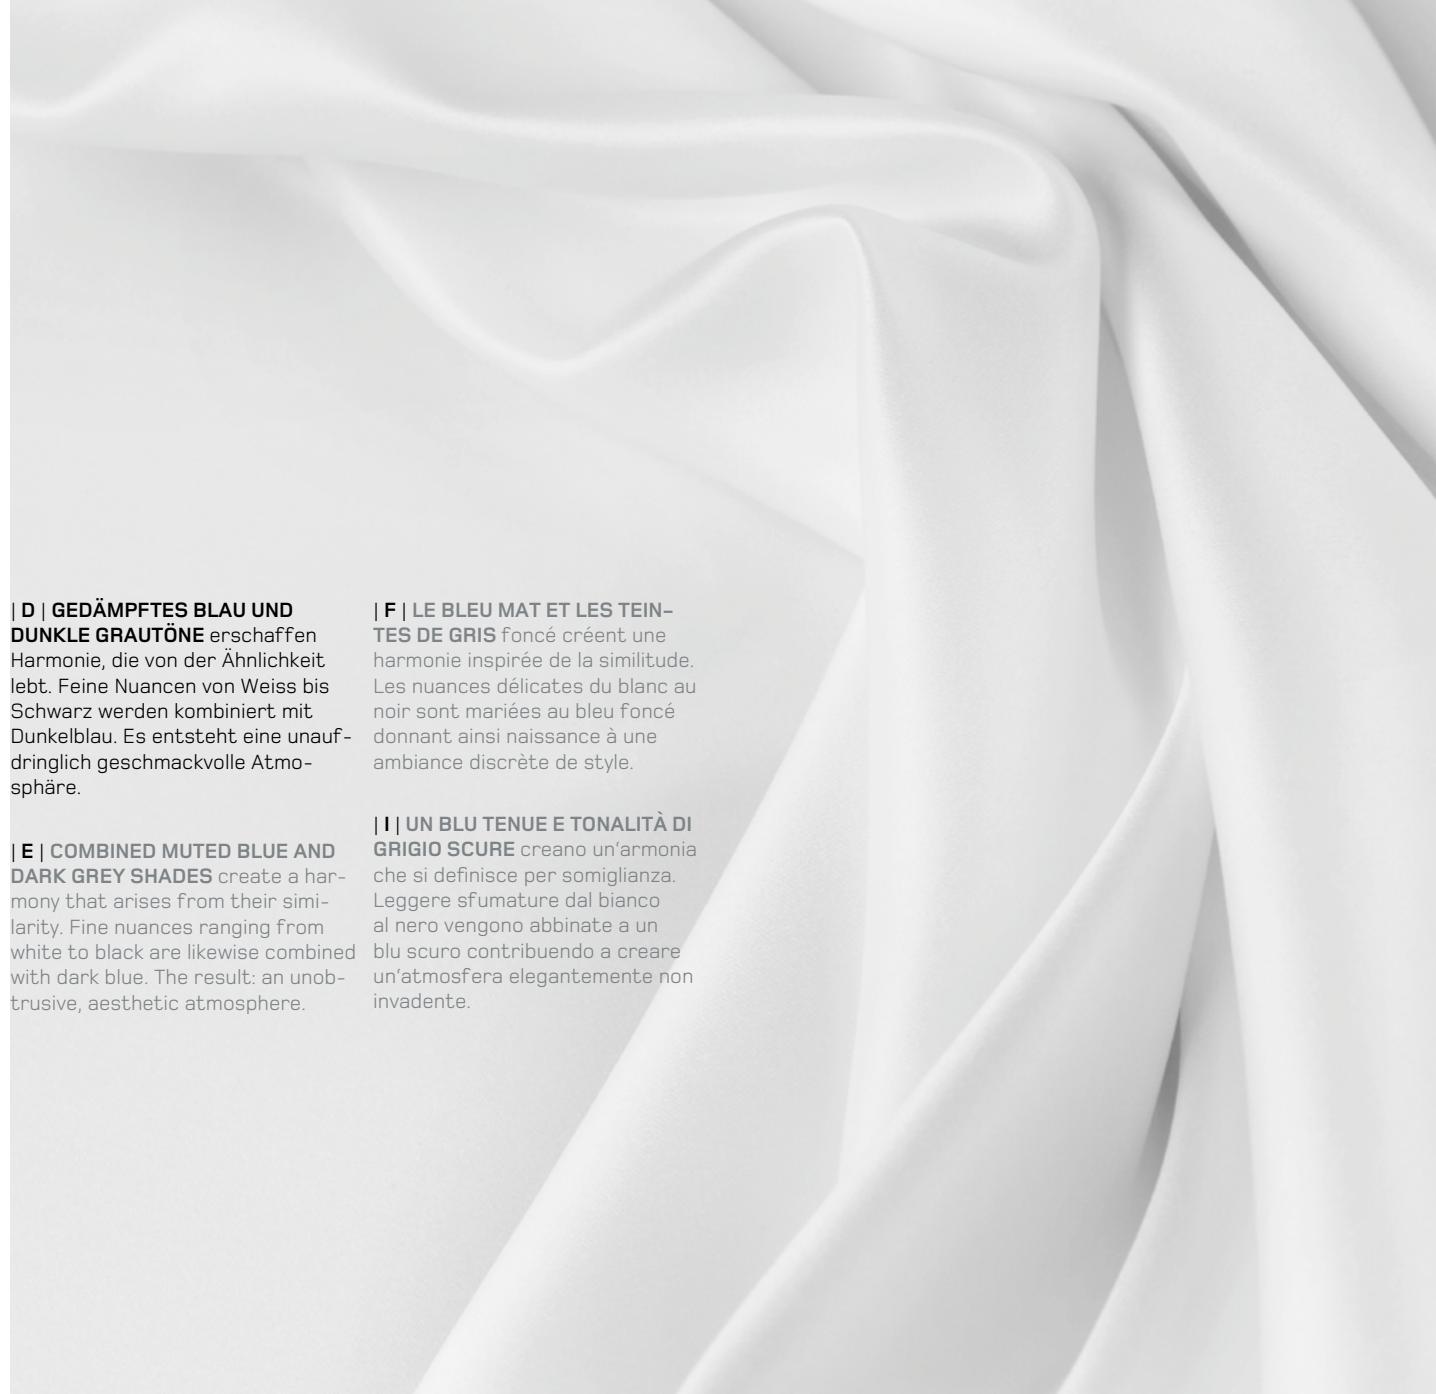 | D | GEDÄMPFTES BLAU UND
DUNKLE GRAUTÖNE erschaffen
Harmonie, die von der Ähnlichkeit
lebt. Feine Nuancen von Weiss bis
Schwarz werden kombiniert mit
Dunkelblau. Es entsteht eine unauf-
dringlich geschmackvolle Atmo-
sphäre.
| E | COMBINED MUTED BLUE AND
DARK GREY SHADES create a har-
mony that arises from their simi-
larity. Fine nuances ranging from
white to black are likewise combined
with dark blue. The result: an unob-
trusive, aesthetic atmosphere.
| F | LE BLEU MAT ET LES TEIN-
TES DE GRIS foncé créent une
harmonie inspirée de la similitude.
Les nuances délicates du blanc au
noir sont mariées au bleu foncé
donnant ainsi naissance à une
ambiance discrète de style.
| I | UN BLU TENUE E TONALITÀ DI
GRIGIO SCURE creano un‘armonia
che si definisce per somiglianza.
Leggere sfumature dal bianco
al nero vengono abbinate a un
blu scuro contribuendo a creare
un‘atmosfera elegantemente non
invadente.